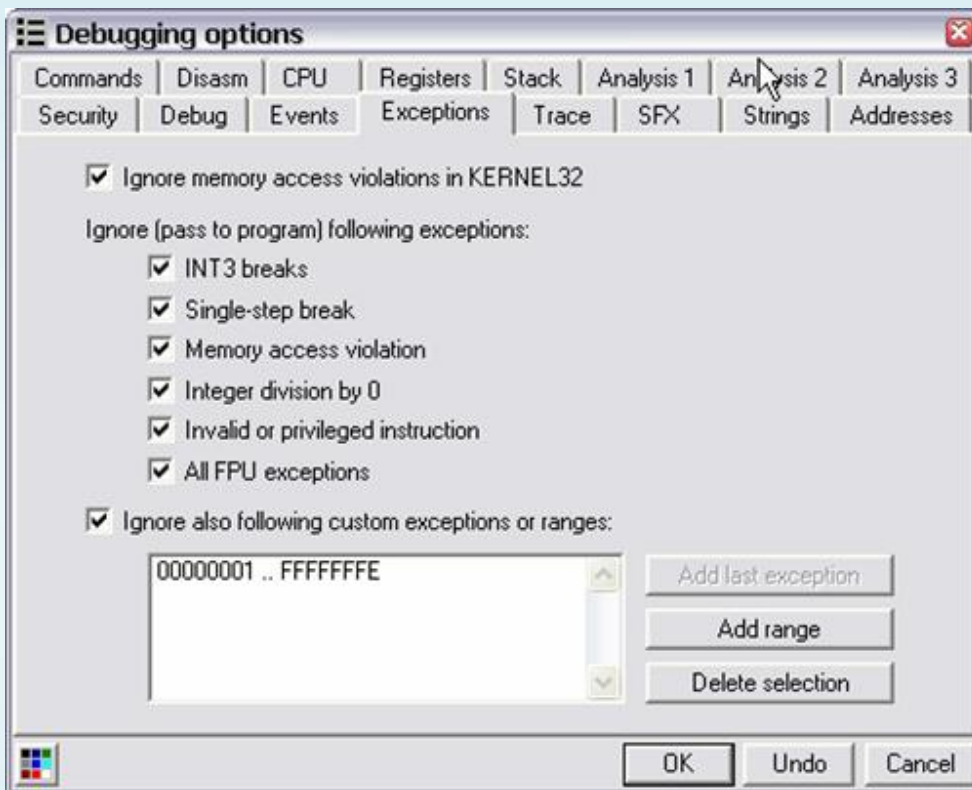 Debugging options
Commands Disasm CPU Registers Stack Analysis 1 Analysis 2 Analysis 3
Security Debug Events Exceptions Trace SFX Strings Addresses
Ignore memory access violations in KERNEL32
Ignore (pass to program) following exceptions:
INT3 breaks
Single-step break
Memory access violation
Integer division by 0
Invalid or privileged instruction
All FPU exceptions
Ignore also following custom exceptions or ranges:
00000001 .. FFFFFFFE
Add last exception
Add range
Delete selection
OK Undo Cancel